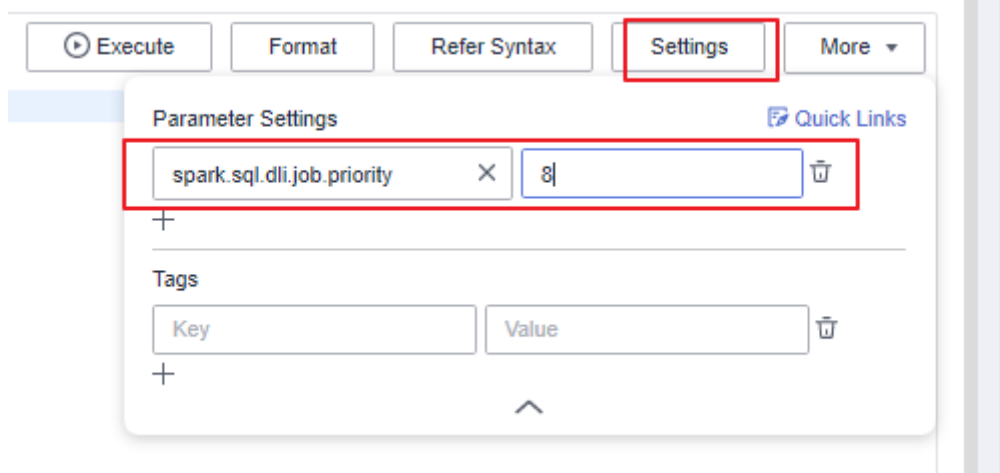 Execute Format Refer Syntax Settings More
Parameter Settings Quick Links
spark.sql.dli.job.priority 8
Tags
Key Value